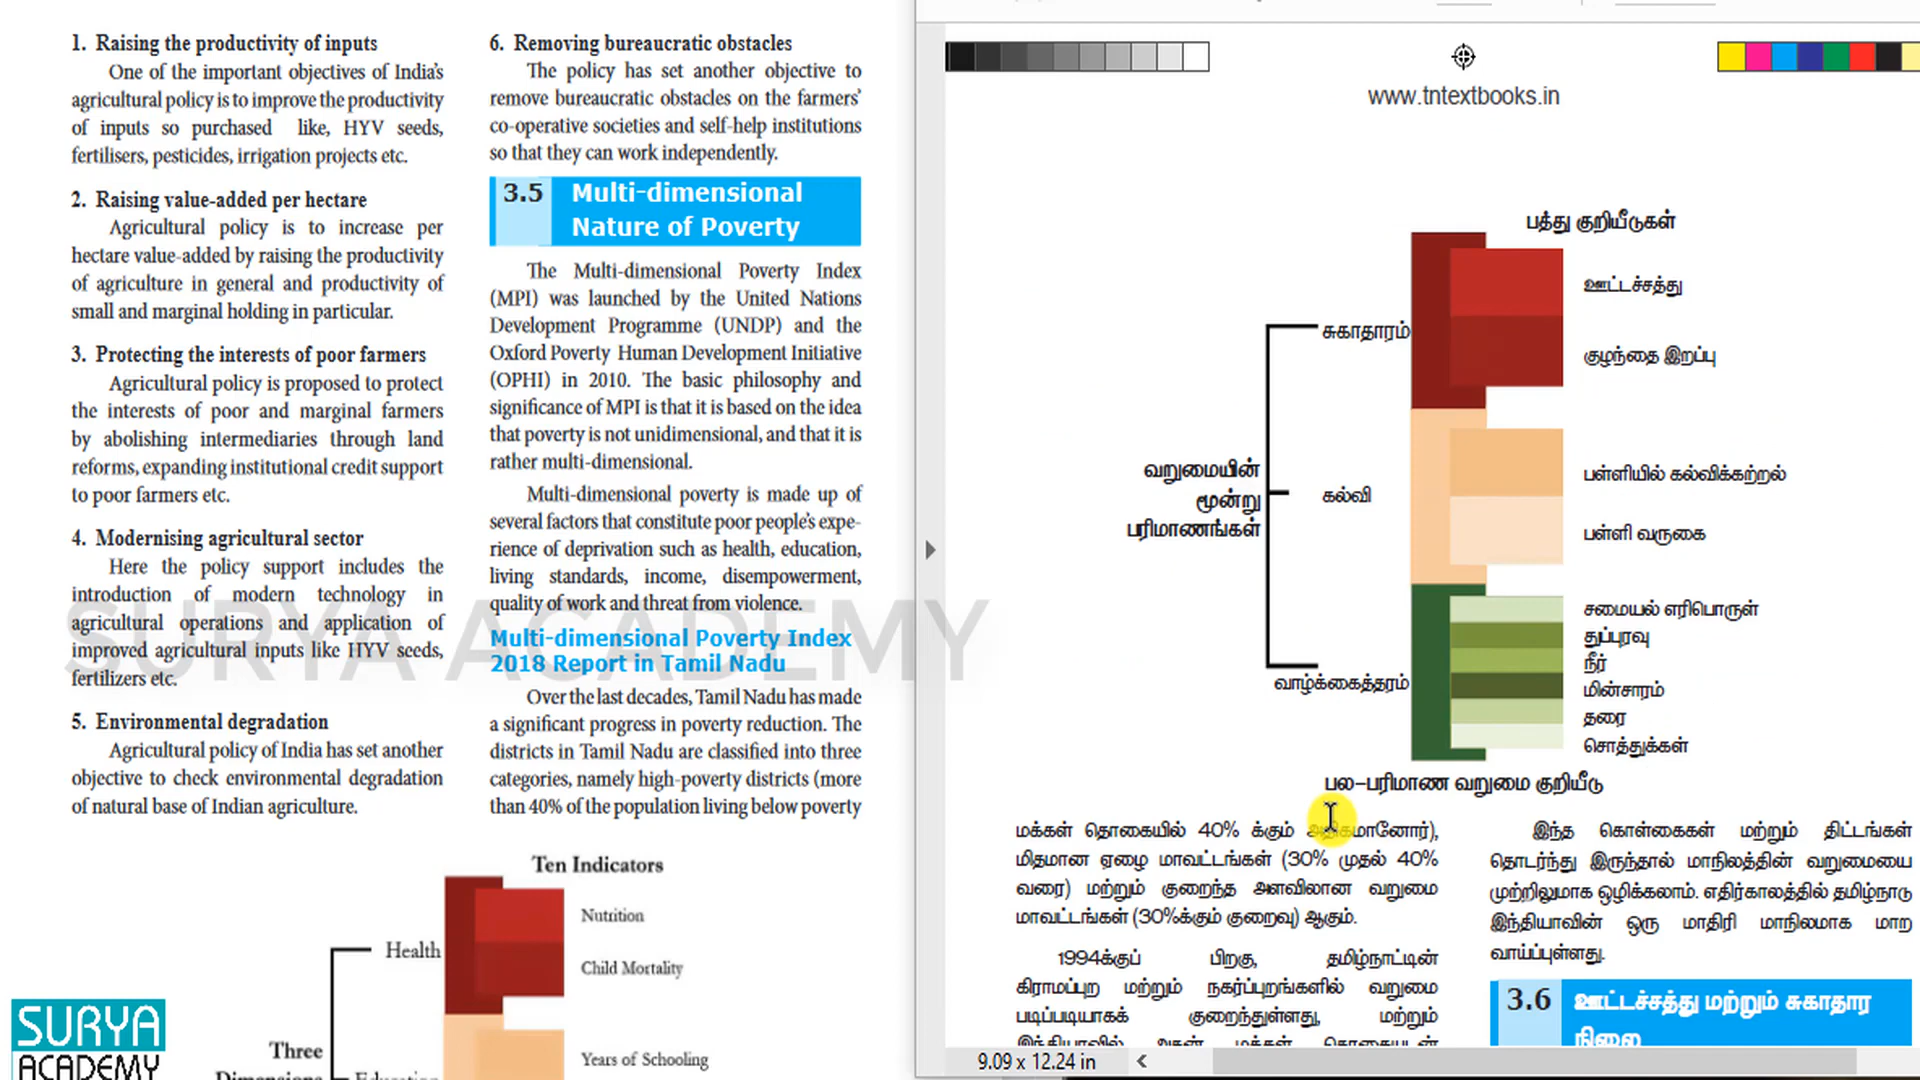 1. Raising the productivity of inputs
One of the important objectives of India's
agricultural policy is to improve the productivity
of inputs so purchased like, HYV seeds,
fertilisers, pesticides, irrigation projects etc.
2. Raising value-added per hectare
Agricultural policy is to increase per
hectare value-added by raising the productivity
of agriculture in general and productivity of
small and marginal holding in particular.
3. Protecting the interests of poor farmers
Agricultural policy is proposed to protect
the interests of poor and marginal farmers
by abolishing intermediaries through land
reforms, expanding institutional credit support
to poor farmers etc.
4. Modernising agricultural sector
Here the policy support includes the
introduction of modern technology in
agricultural operations and application of
improved agricultural inputs like HYV seeds,
fertilizers etc.
5. Environmental degradation
Agricultural policy of India has set another
objective to check environmental degradation
of natural base of Indian agriculture.
6. Removing bureaucratic obstacles
The policy has set another objective to
remove bureaucratic obstacles on the farmers'
co-operative societies and self-help institutions
so that they can work independently.
3.5 Multi-dimensional
Nature of Poverty
The Multi-dimensional Poverty Index
(MPI) was launched by the United Nations
Development Programme (UNDP) and the
Oxford Poverty Human Development Initiative
(OPHI) in 2010. The basic philosophy and
significance of MPI is that it is based on the idea
that poverty is not unidimensional, and that it is
rather multi-dimensional.
Multi-dimensional poverty is made up of
several factors that constitute poor people's expe-
rience of deprivation such as health, education,
living standards, income, disempowerment,
quality of work and threat from violence.
Multi-dimensional Poverty Index
2018 Report in Tamil Nadu
Over the last decades, Tamil Nadu has made
a significant progress in poverty reduction. The
districts in Tamil Nadu are classified into three
categories, namely high-poverty districts (more
than 40% of the population living below poverty
SURYA ACADEMY
Ten Indicators
Nutrition
Health
Child Mortality
Three
Dimensions
Years of Schooling
Education
SURYA
ACADEMY
www.tntextbooks.in
பத்து குறியீடுகள்
ஊட்டச்சத்து
சுகாதாரம்
குழந்தை இறப்பு
வறுமையின்
மூன்று
பரிமாணங்கள்
கல்வி
பள்ளியில் கல்விக்கற்றல்
பள்ளி வருகை
வாழ்க்கைத்தரம்
சமையல் எரிபொருள்
துப்புரவு
நீர்
மின்சாரம்
தரை
சொத்துக்கள்
பல-பரிமாண வறுமை குறியீடு
மக்கள் தொகையில் 40% க்கும் அதிகமானோர்),
மிதமான ஏழை மாவட்டங்கள் (30% முதல் 40%
வரை) மற்றும் குறைந்த அளவிலான வறுமை
மாவட்டங்கள் (30%க்கும் குறைவு) ஆகும்.
1994க்குப் பிறகு, தமிழ்நாட்டின்
கிராமப்புற மற்றும் நகர்ப்புறங்களில் வறுமை
படிப்படியாகக் குறைந்துள்ளது, மற்றும்
இந்தியாவில் அதன் மக்கள் தொகையுடன்
இந்த கொள்கைகள் மற்றும் திட்டங்கள்
தொடர்ந்து இருந்தால் மாநிலத்தின் வறுமையை
முற்றிலுமாக ஒழிக்கலாம். எதிர்காலத்தில் தமிழ்நாடு
இந்தியாவின் ஒரு மாதிரி மாநிலமாக மாற
வாய்ப்புள்ளது.
3.6 ஊட்டச்சத்து மற்றும் சுகாதார
நிலை
9.09 x 12.24 in